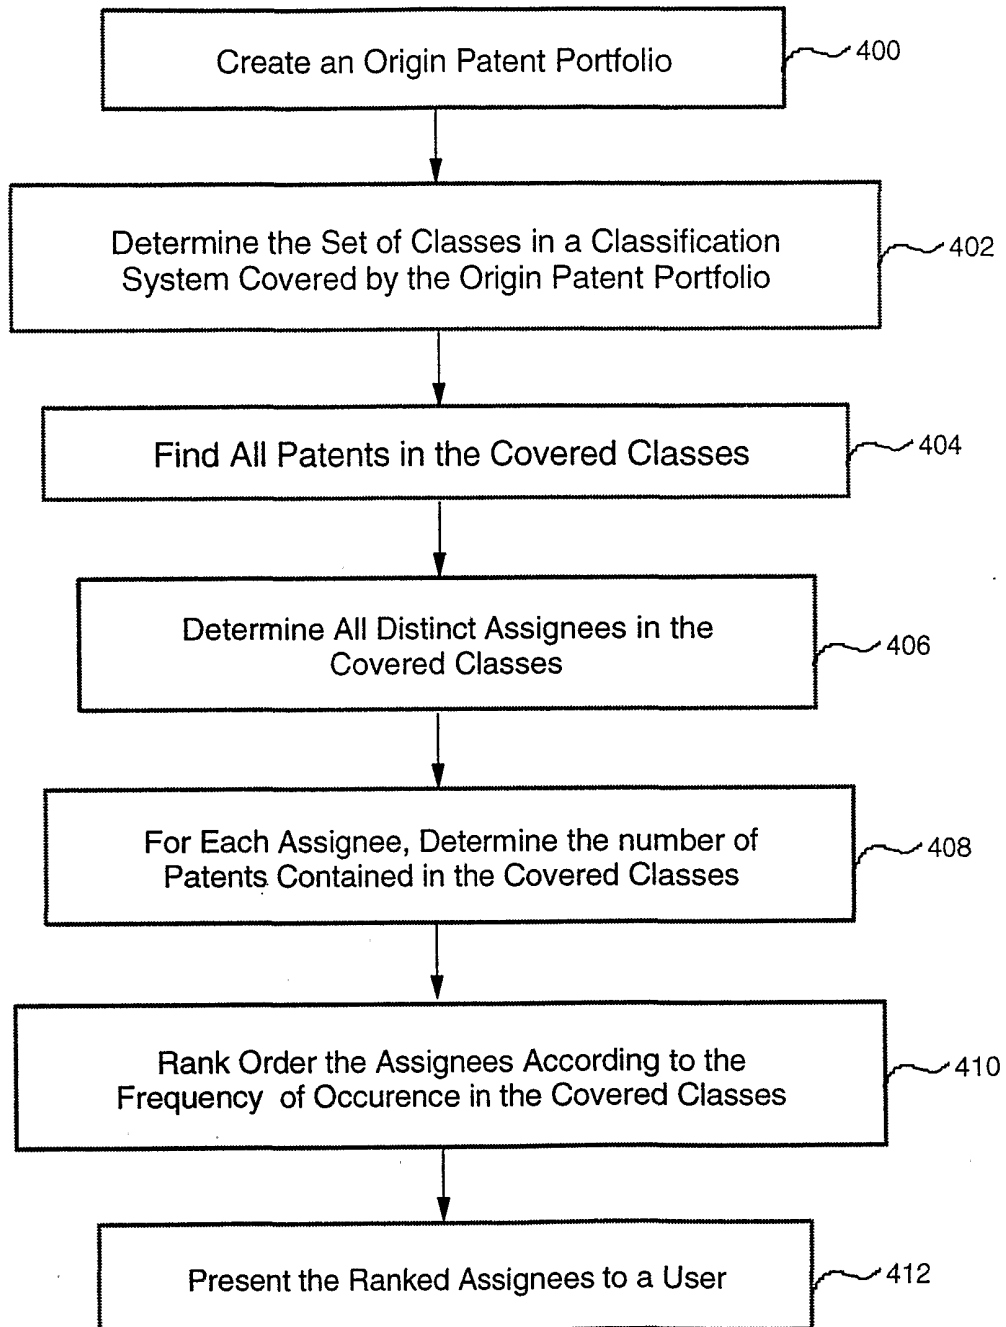 Create an Origin Patent Portfolio
400
Determine the Set of Classes in a Classification
System Covered by the Origin Patent Portfolio
402
Find All Patents in the Covered Classes
404
Determine All Distinct Assignees in the
Covered Classes
406
For Each Assignee, Determine the number of
Patents Contained in the Covered Classes
408
Rank Order the Assignees According to the
Frequency of Occurence in the Covered Classes
410
Present the Ranked Assignees to a User
412